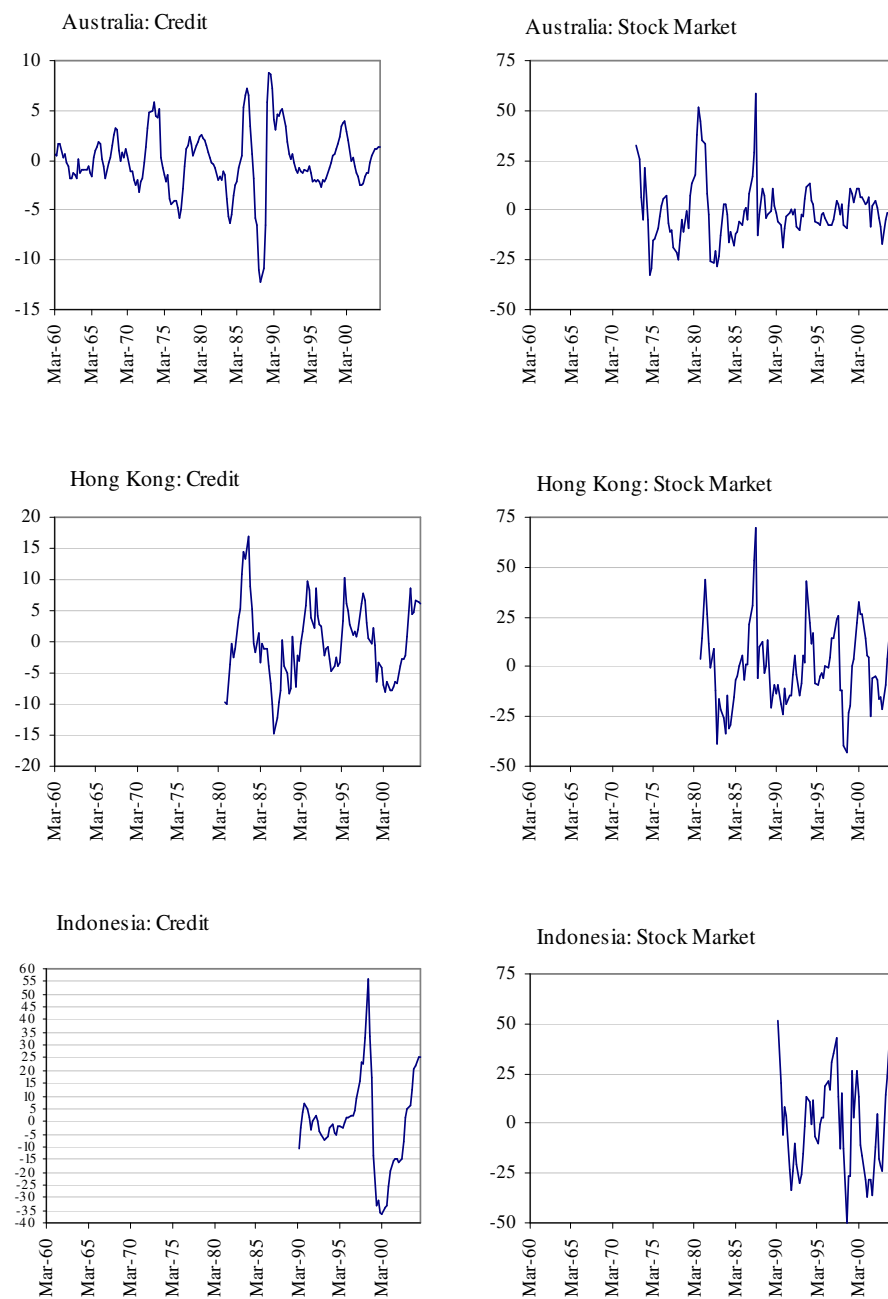 Australia: Credit
10
5
0
-5
-10
-15
Mar-60
Mar-65
Mar-70
Mar-75
Mar-80
Mar-85
Mar-90
Mar-95
Mar-00
Australia: Stock Market
75
50
25
0
-25
-50
Mar-60
Mar-65
Mar-70
Mar-75
Mar-80
Mar-85
Mar-90
Mar-95
Mar-00
Hong Kong: Credit
20
15
10
5
0
-5
-10
-15
-20
Mar-60
Mar-65
Mar-70
Mar-75
Mar-80
Mar-85
Mar-90
Mar-95
Mar-00
Hong Kong: Stock Market
75
50
25
0
-25
-50
Mar-60
Mar-65
Mar-70
Mar-75
Mar-80
Mar-85
Mar-90
Mar-95
Mar-00
Indonesia: Credit
60
55
50
45
40
35
30
25
20
15
10
5
0
-5
-10
-15
-20
-25
-30
-35
-40
Mar-60
Mar-65
Mar-70
Mar-75
Mar-80
Mar-85
Mar-90
Mar-95
Mar-00
Indonesia: Stock Market
75
50
25
0
-25
-50
Mar-60
Mar-65
Mar-70
Mar-75
Mar-80
Mar-85
Mar-90
Mar-95
Mar-00